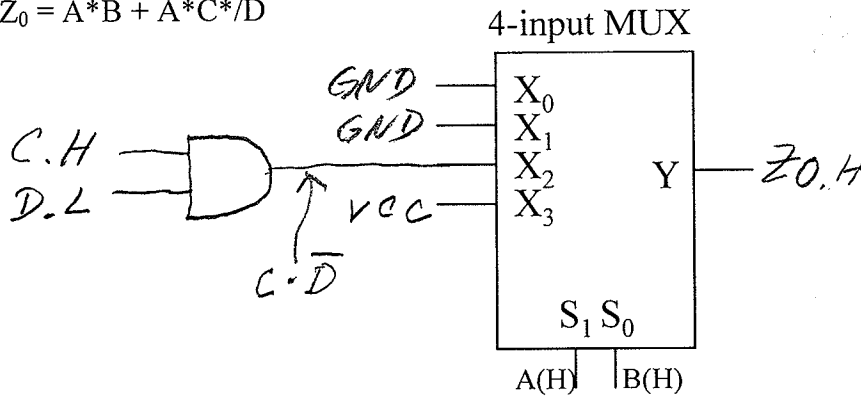 Z₀ = A*B + A*C*/D
4-input MUX
GND
X₀
GND
X₁
C.H
D.L
X₂
Y
Z0.H
VCC
X₃
C·D̅
S₁ S₀
A(H)
B(H)